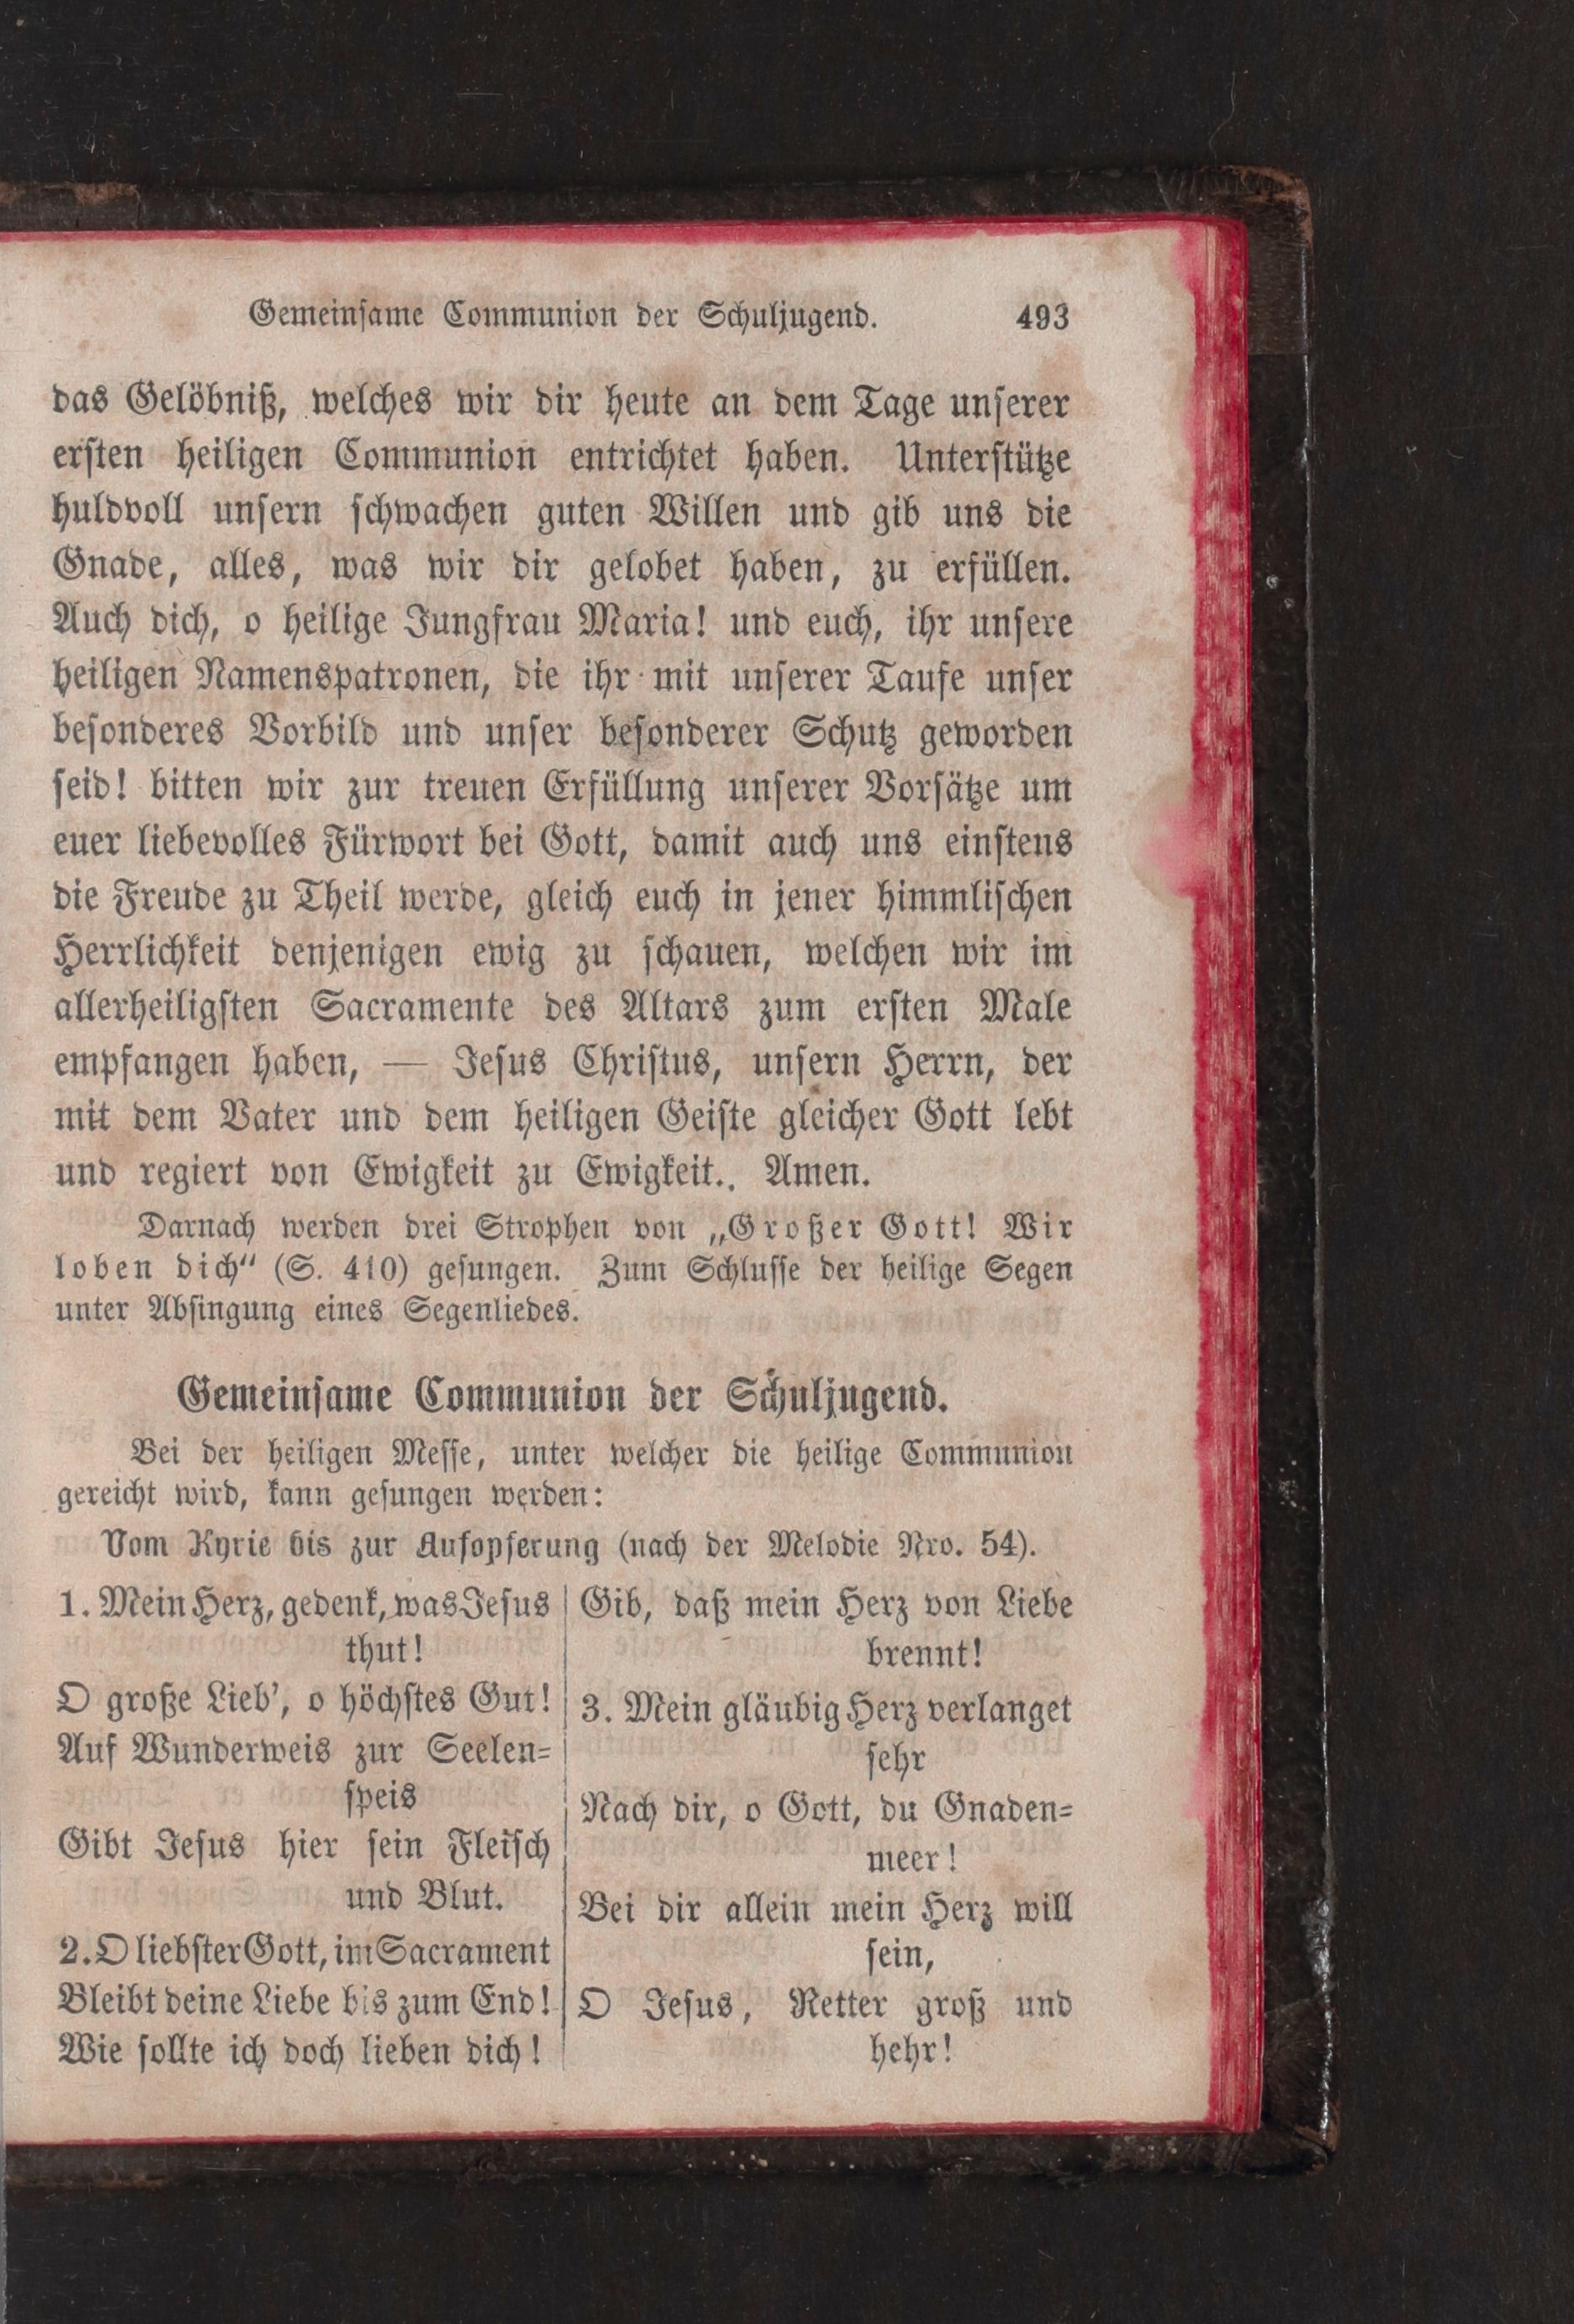 Gemeinsame Communion der Schuljugend. 493
das Gelöbniß, welches wir dir heute an dem Tage unserer
ersten heiligen Communion entrichtet haben. Unterstütze
huldvoll unsern schwachen guten Willen und gib uns die
Gnade, alles, was wir dir gelobet haben, zu erfüllen.
Auch dich, o heilige Jungfrau Maria! und euch, ihr unsere
heiligen Namenspatronen, die ihr mit unserer Taufe unser
besonderes Vorbild und unser besonderer Schutz geworden
seid! bitten wir zur treuen Erfüllung unserer Vorsätze um
euer liebevolles Fürwort bei Gott, damit auch uns einstens
die Freude zu Theil werde, gleich euch in jener himmlischen
Herrlichkeit denjenigen ewig zu schauen, welchen wir im
allerheiligsten Sacramente des Altars zum ersten Male
empfangen haben, — Jesus Christus, unsern Herrn, der
mit dem Vater und dem heiligen Geiste gleicher Gott lebt
und regiert von Ewigkeit zu Ewigkeit.. Amen.
Darnach werden drei Strophen von „Großer Gott! Wir
loben dich“ (S. 410) gesungen. Zum Schlusse der heilige Segen
unter Absingung eines Segenliedes.
Gemeinsame Communion der Schuljugend.
Bei der heiligen Messe, unter welcher die heilige Communion
gereicht wird, kann gesungen werden:
Vom Kyrie bis zur Aufopferung (nach der Melodie Nro. 54).
1. Mein Herz, gedenk, was Jesus
thut!
O große Lieb', o höchstes Gut!
Auf Wunderweis zur Seelen-
speis
Gibt Jesus hier sein Fleisch
und Blut.
2. O liebster Gott, im Sacrament
Bleibt deine Liebe bis zum End!
Wie sollte ich doch lieben dich!
Gib, daß mein Herz von Liebe
brennt!
3. Mein gläubig Herz verlanget
sehr
Nach dir, o Gott, du Gnaden-
meer!
Bei dir allein mein Herz will
sein,
O Jesus, Retter groß und
hehr!